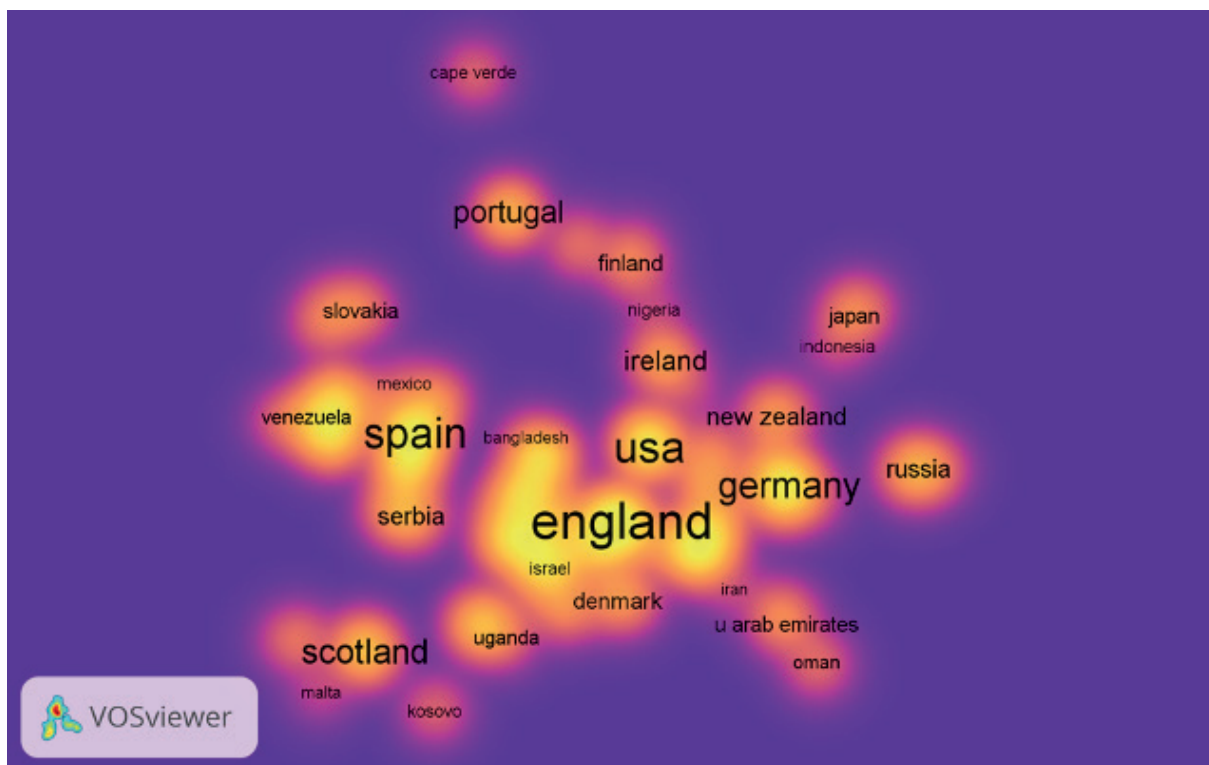 cape verde
portugal
finland
slovakia
nigeria
japan
indonesia
ireland
mexico
venezuela
new zealand
spain
bangladesh
usa
russia
germany
serbia
england
israel
iran
denmark
u arab emirates
uganda
scotland
oman
malta
kosovo
VOSviewer